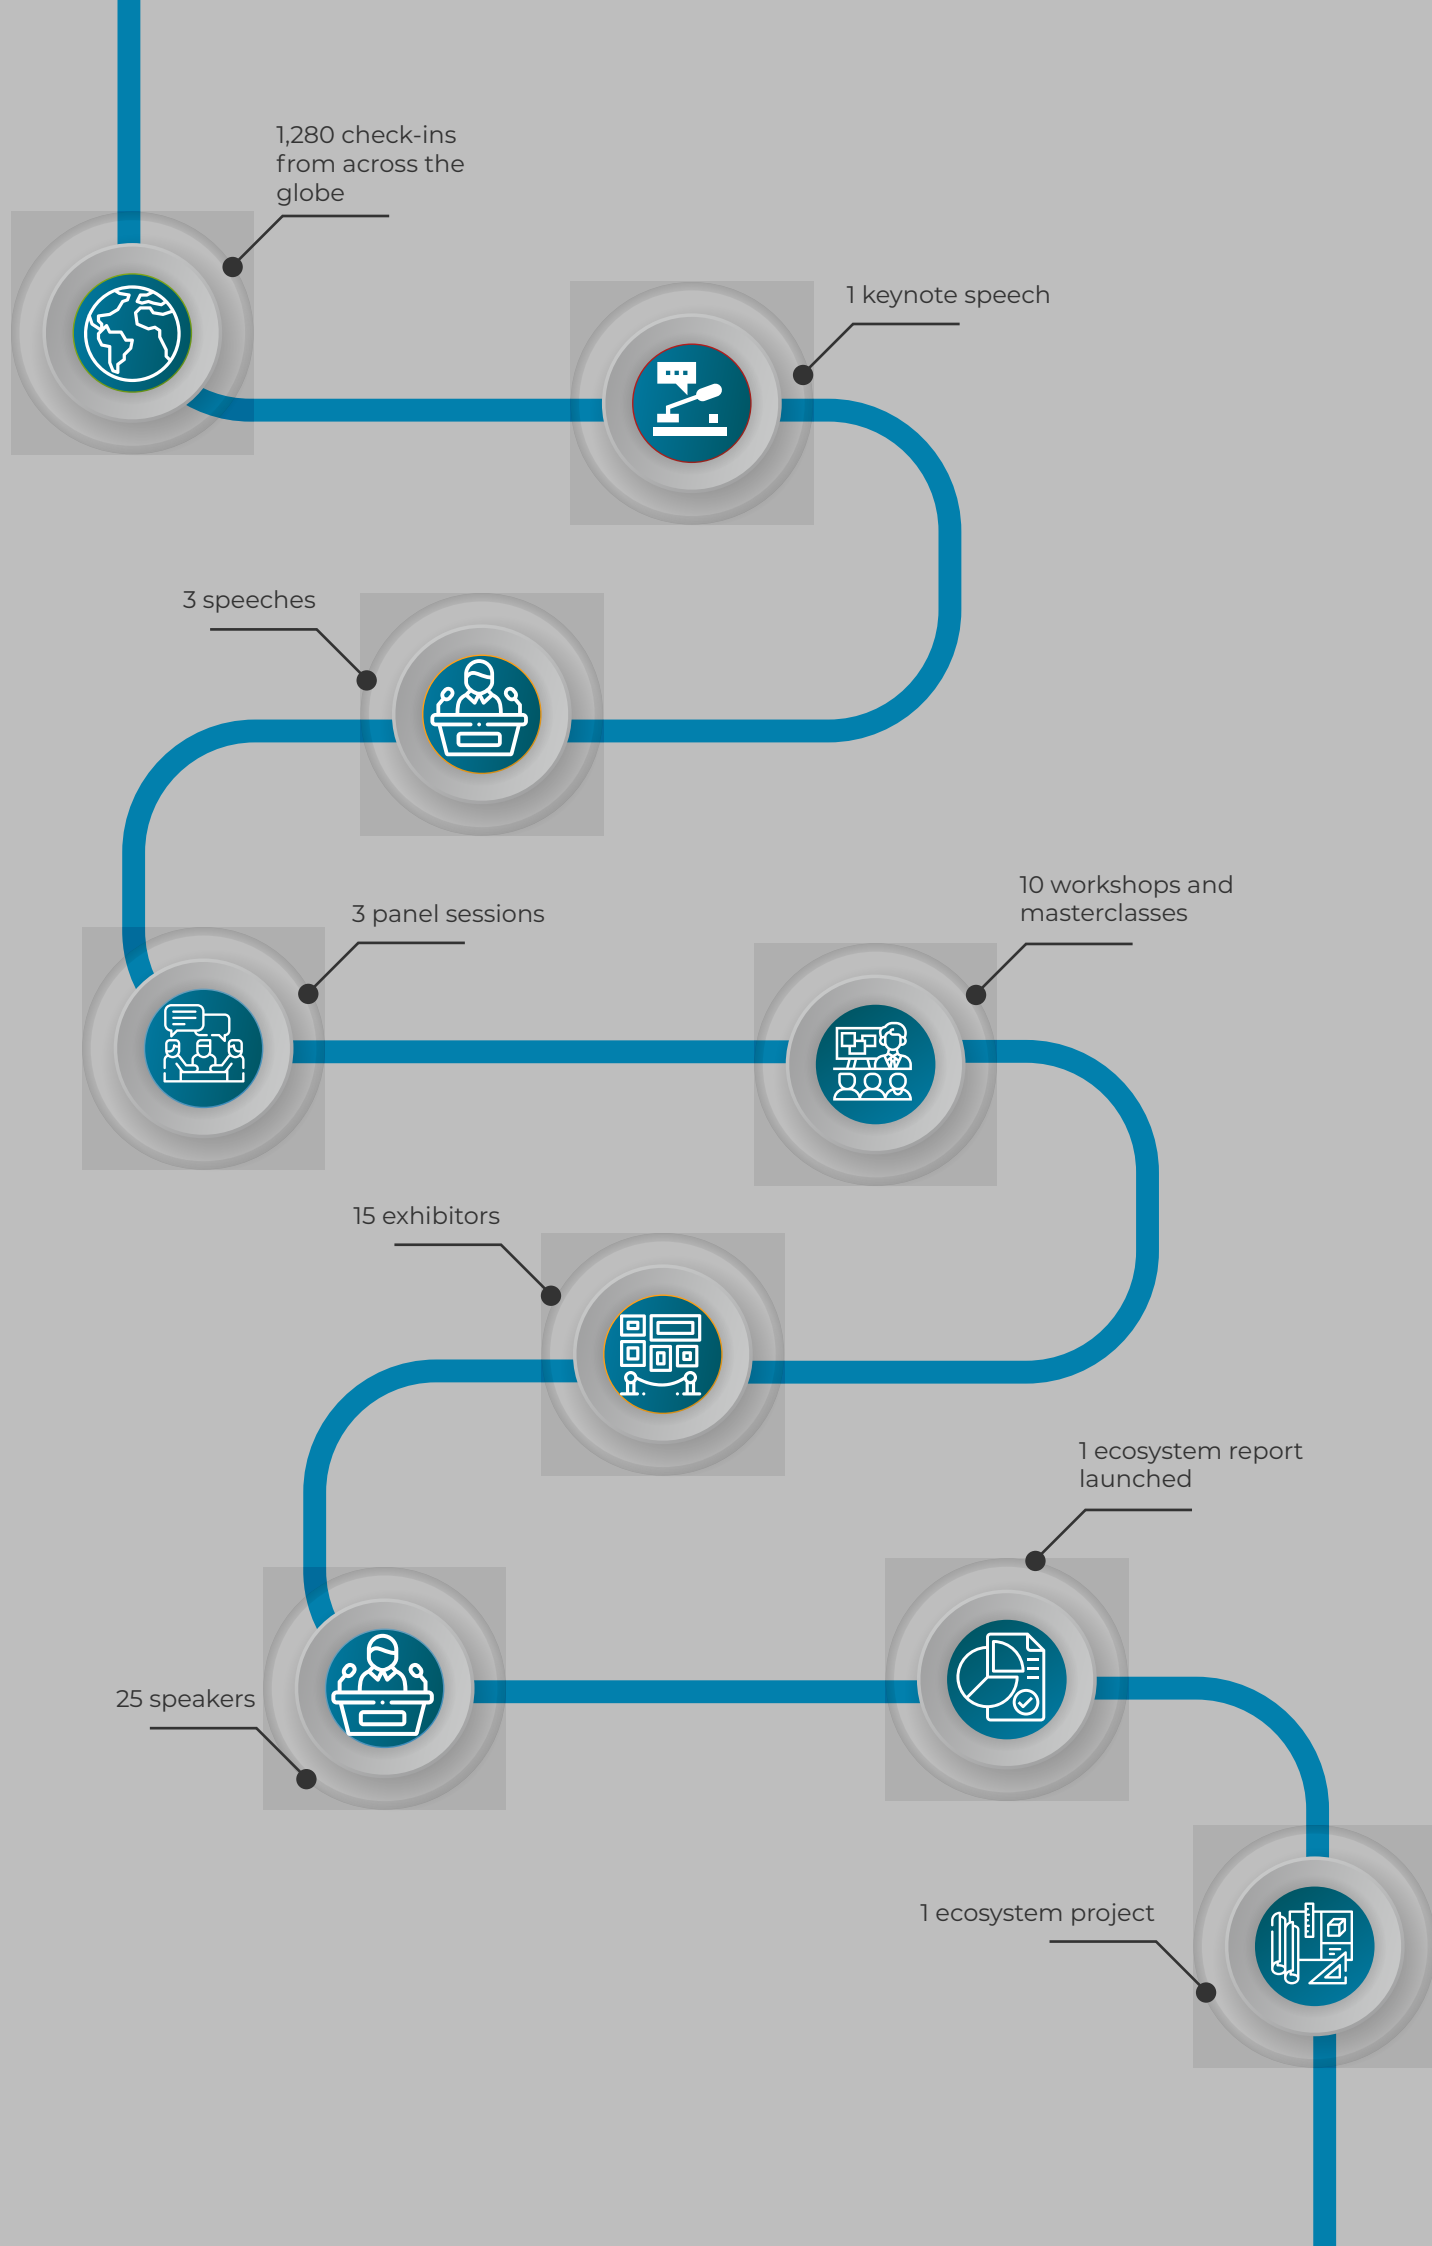 1,280 check-ins
from across the
globe
1 keynote speech
3 speeches
3 panel sessions
10 workshops and
masterclasses
15 exhibitors
1 ecosystem report
launched
25 speakers
1 ecosystem project